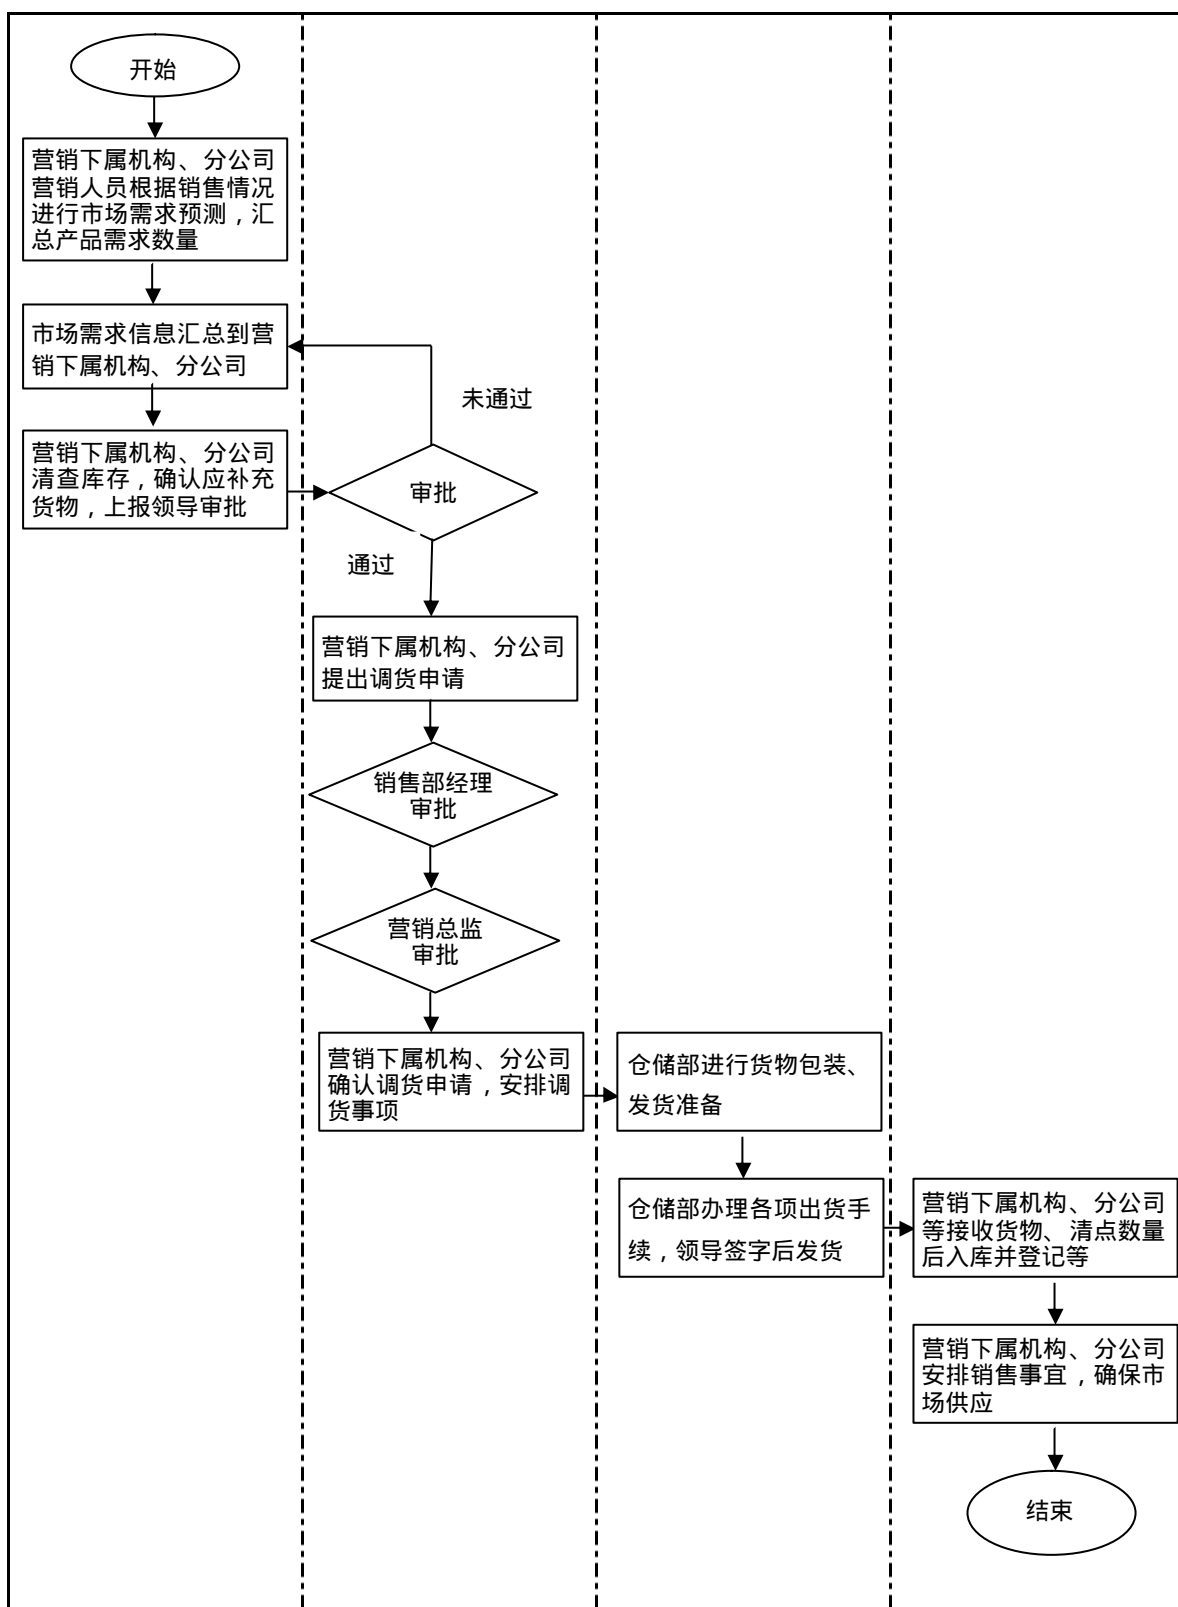 开始
营销下属机构、分公司
营销人员根据销售情况
进行市场需求预测，汇
总产品需求数量
市场需求信息汇总到营
销下属机构、分公司
未通过
营销下属机构、分公司
清查库存，确认应补充
货物，上报领导审批
审批
通过
营销下属机构、分公司
提出调货申请
销售部经理
审批
营销总监
审批
营销下属机构、分公司
确认调货申请，安排调
货事项
仓储部进行货物包装、
发货准备
仓储部办理各项出货手
续，领导签字后发货
营销下属机构、分公司
等接收货物、清点数量
后入库并登记等
营销下属机构、分公司
安排销售事宜，确保市
场供应
结束